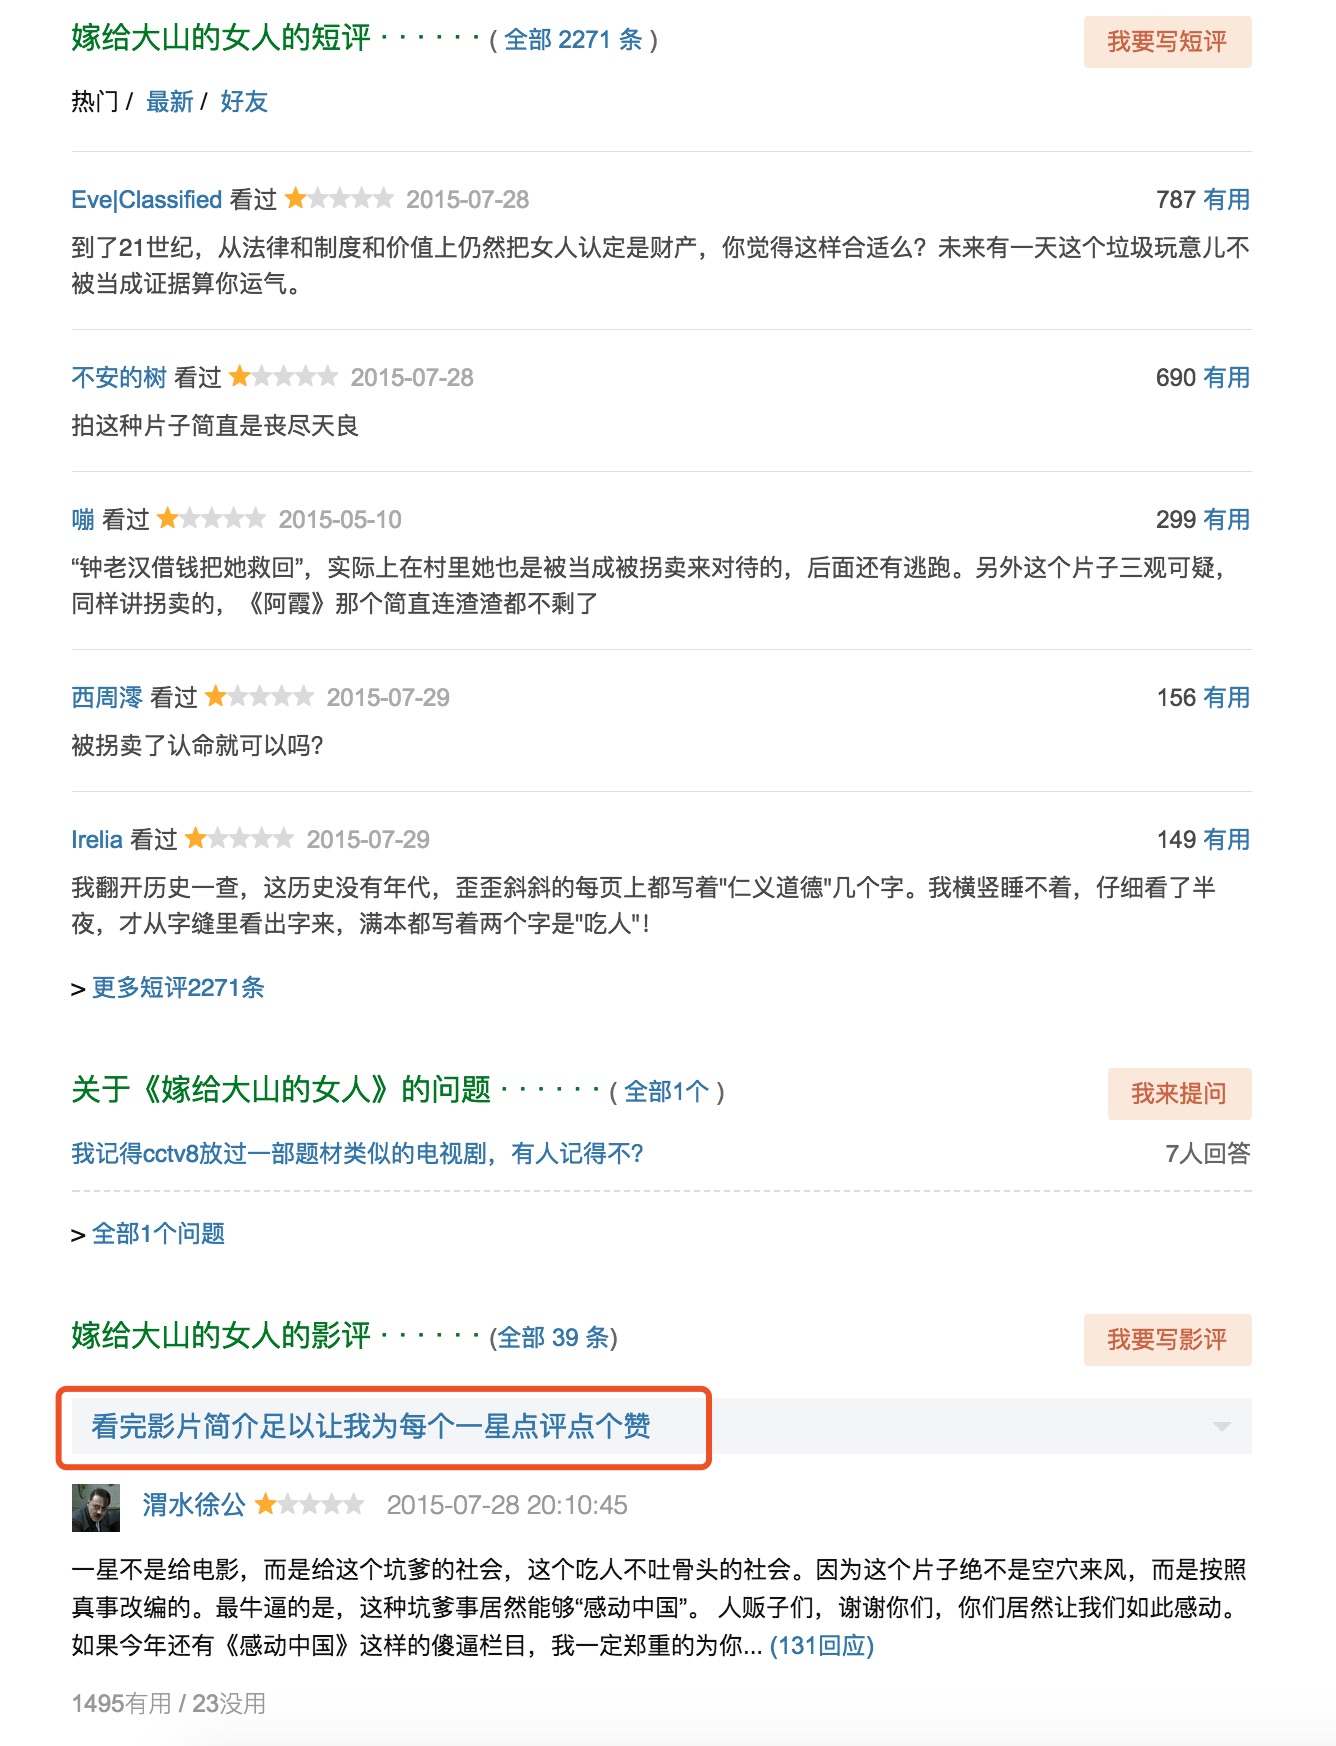 嫁给大山的女人的短评 · · · · · · ( 全部 2271 条 )
我要写短评
热门 / 最新 / 好友
Eve|Classified 看过 2015-07-28
787 有用
到了21世纪，从法律和制度和价值上仍然把女人认定是财产，你觉得这样合适么？未来有一天这个垃圾玩意儿不
被当成证据算你运气。
不安的树 看过 2015-07-28
690 有用
拍这种片子简直是丧尽天良
嘣 看过 2015-05-10
299 有用
“钟老汉借钱把她救回”，实际上在村里她也是被当成被拐卖来对待的，后面还有逃跑。另外这个片子三观可疑，
同样讲拐卖的，《阿霞》那个简直连渣渣都不剩了
西周澪 看过 2015-07-29
156 有用
被拐卖了认命就可以吗？
Irelia 看过 2015-07-29
149 有用
我翻开历史一查，这历史没有年代，歪歪斜斜的每页上都写着"仁义道德"几个字。我横竖睡不着，仔细看了半
夜，才从字缝里看出字来，满本都写着两个字是"吃人"！
> 更多短评2271条
关于《嫁给大山的女人》的问题 · · · · · · ( 全部1个 )
我来提问
我记得cctv8放过一部题材类似的电视剧，有人记得不？
7人回答
> 全部1个问题
嫁给大山的女人的影评 · · · · · · (全部 39 条)
我要写影评
看完影片简介足以让我为每个一星点评点个赞
渭水徐公 2015-07-28 20:10:45
一星不是给电影，而是给这个坑爹的社会，这个吃人不吐骨头的社会。因为这个片子绝不是空穴来风，而是按照
真事改编的。最牛逼的是，这种坑爹事居然能够“感动中国”。 人贩子们，谢谢你们，你们居然让我们如此感动。
如果今年还有《感动中国》这样的傻逼栏目，我一定郑重的为你... (131回应)
1495有用 / 23没用